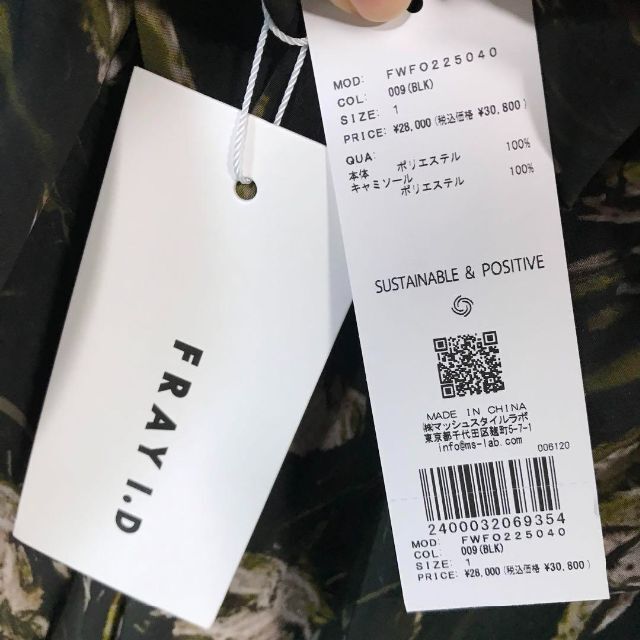 FRAY I.D
MOD: FWFO225040
COL: 009(BLK)
SIZE: 1
PRICE: ¥28,000(税込価格 ¥30,800)
QUA:
本体 ポリエステル 100%
キャミソール
ポリエステル 100%
SUSTAINABLE & POSITIVE
MADE IN CHINA
㈱マッシュスタイルラボ
東京都千代田区麹町5-7-1
info@ms-lab.com
006120
2400032069354
MOD: FWFO225040
COL: 009(BLK)
SIZE: 1
PRICE: ¥28,000(税込価格 ¥30,800)